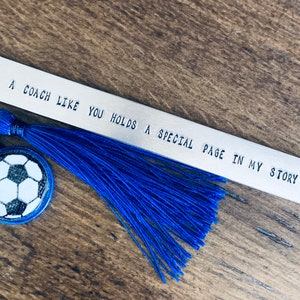 A COACH LIKE YOU HOLDS A SPECIAL PAGE IN MY STORY